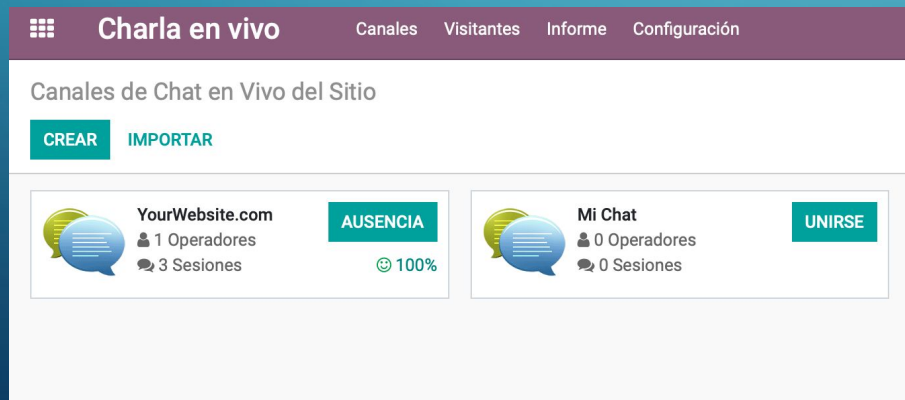 Charla en vivo Canales Visitantes Informe Configuración
Canales de Chat en Vivo del Sitio
CREAR IMPORTAR
YourWebsite.com
1 Operadores
3 Sesiones
AUSENCIA
100%
Mi Chat
0 Operadores
0 Sesiones
UNIRSE